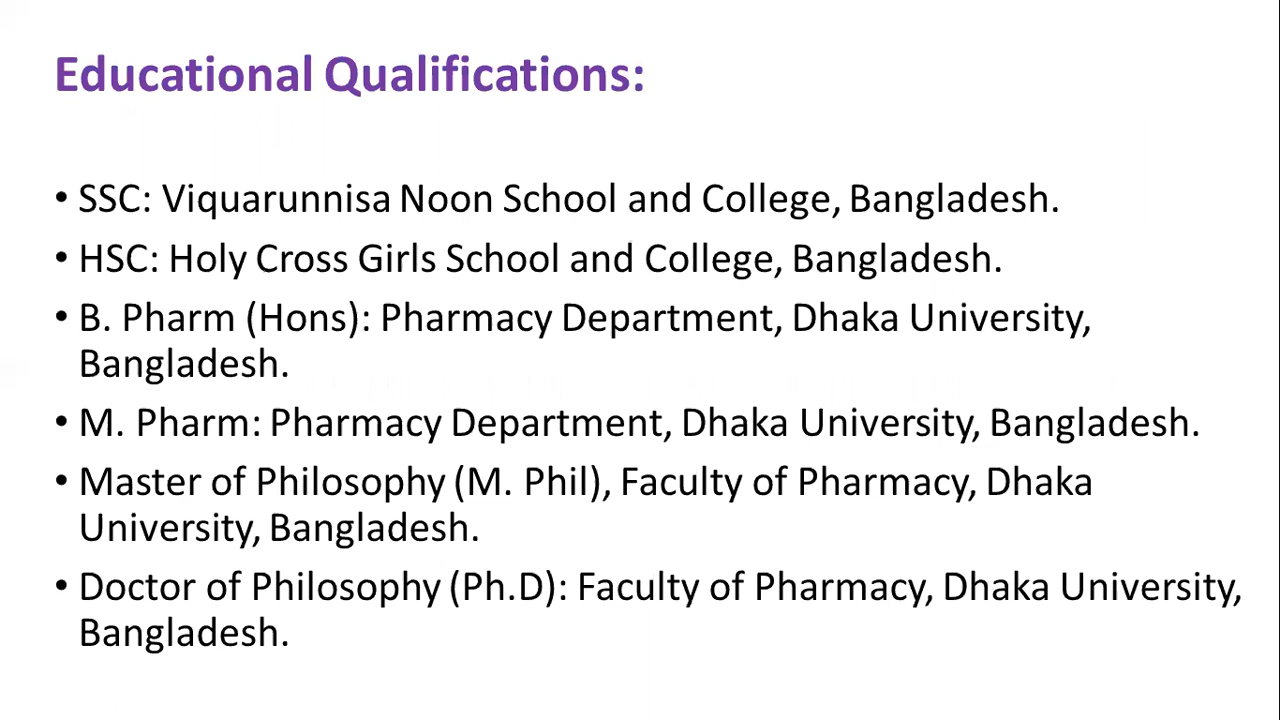 Educational Qualifications:
• SSC: Viquarunnisa Noon School and College, Bangladesh.
• HSC: Holy Cross Girls School and College, Bangladesh.
• B. Pharm (Hons): Pharmacy Department, Dhaka University,
Bangladesh.
• M. Pharm: Pharmacy Department, Dhaka University, Bangladesh.
• Master of Philosophy (M. Phil), Faculty of Pharmacy, Dhaka
University, Bangladesh.
• Doctor of Philosophy (Ph.D): Faculty of Pharmacy, Dhaka University,
Bangladesh.